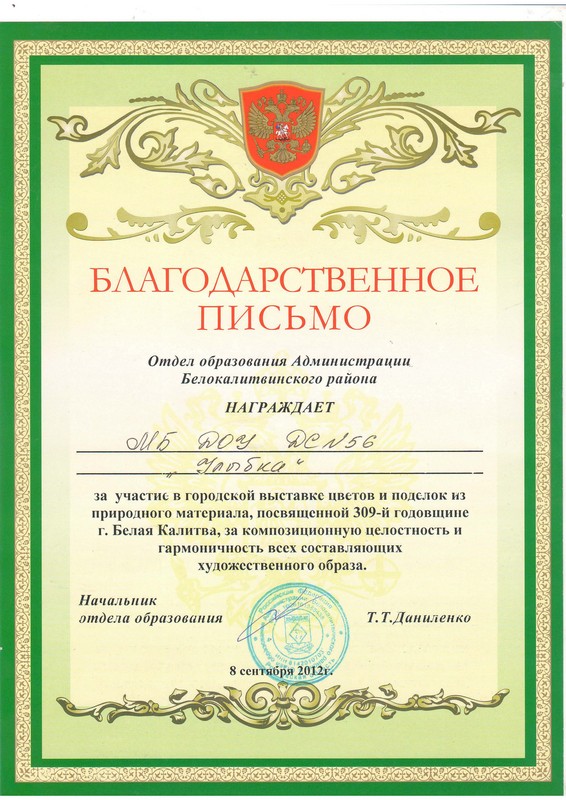 БЛАГОДАРСТВЕННОЕ
ПИСЬМО
Отдел образования Администрации
Белокалитвинского района
НАГРАЖДАЕТ
МБ ДОУ ДС №56
„Улыбка“
за участие в городской выставке цветов и поделок из
природного материала, посвященной 309-й годовщине
г. Белая Калитва, за композиционную целостность и
гармоничность всех составляющих
художественного образа.
Начальник
отдела образования Т.Т.Даниленко
8 сентября 2012г.